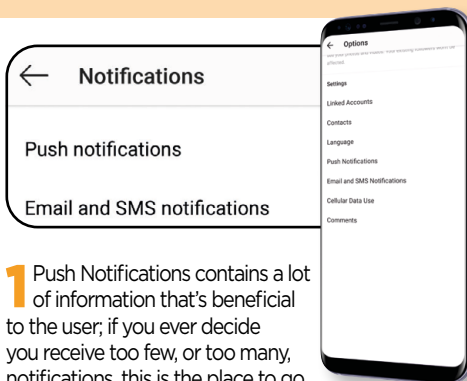 Notifications
Push notifications
Email and SMS notifications
Options
affected.
Settings
Linked Accounts
Contacts
Language
Push Notifications
Email and SMS Notifications
Cellular Data Use
Comments
1 Push Notifications contains a lot
of information that's beneficial
to the user; if you ever decide
you receive too few, or too many,
notifications, this is the place to go